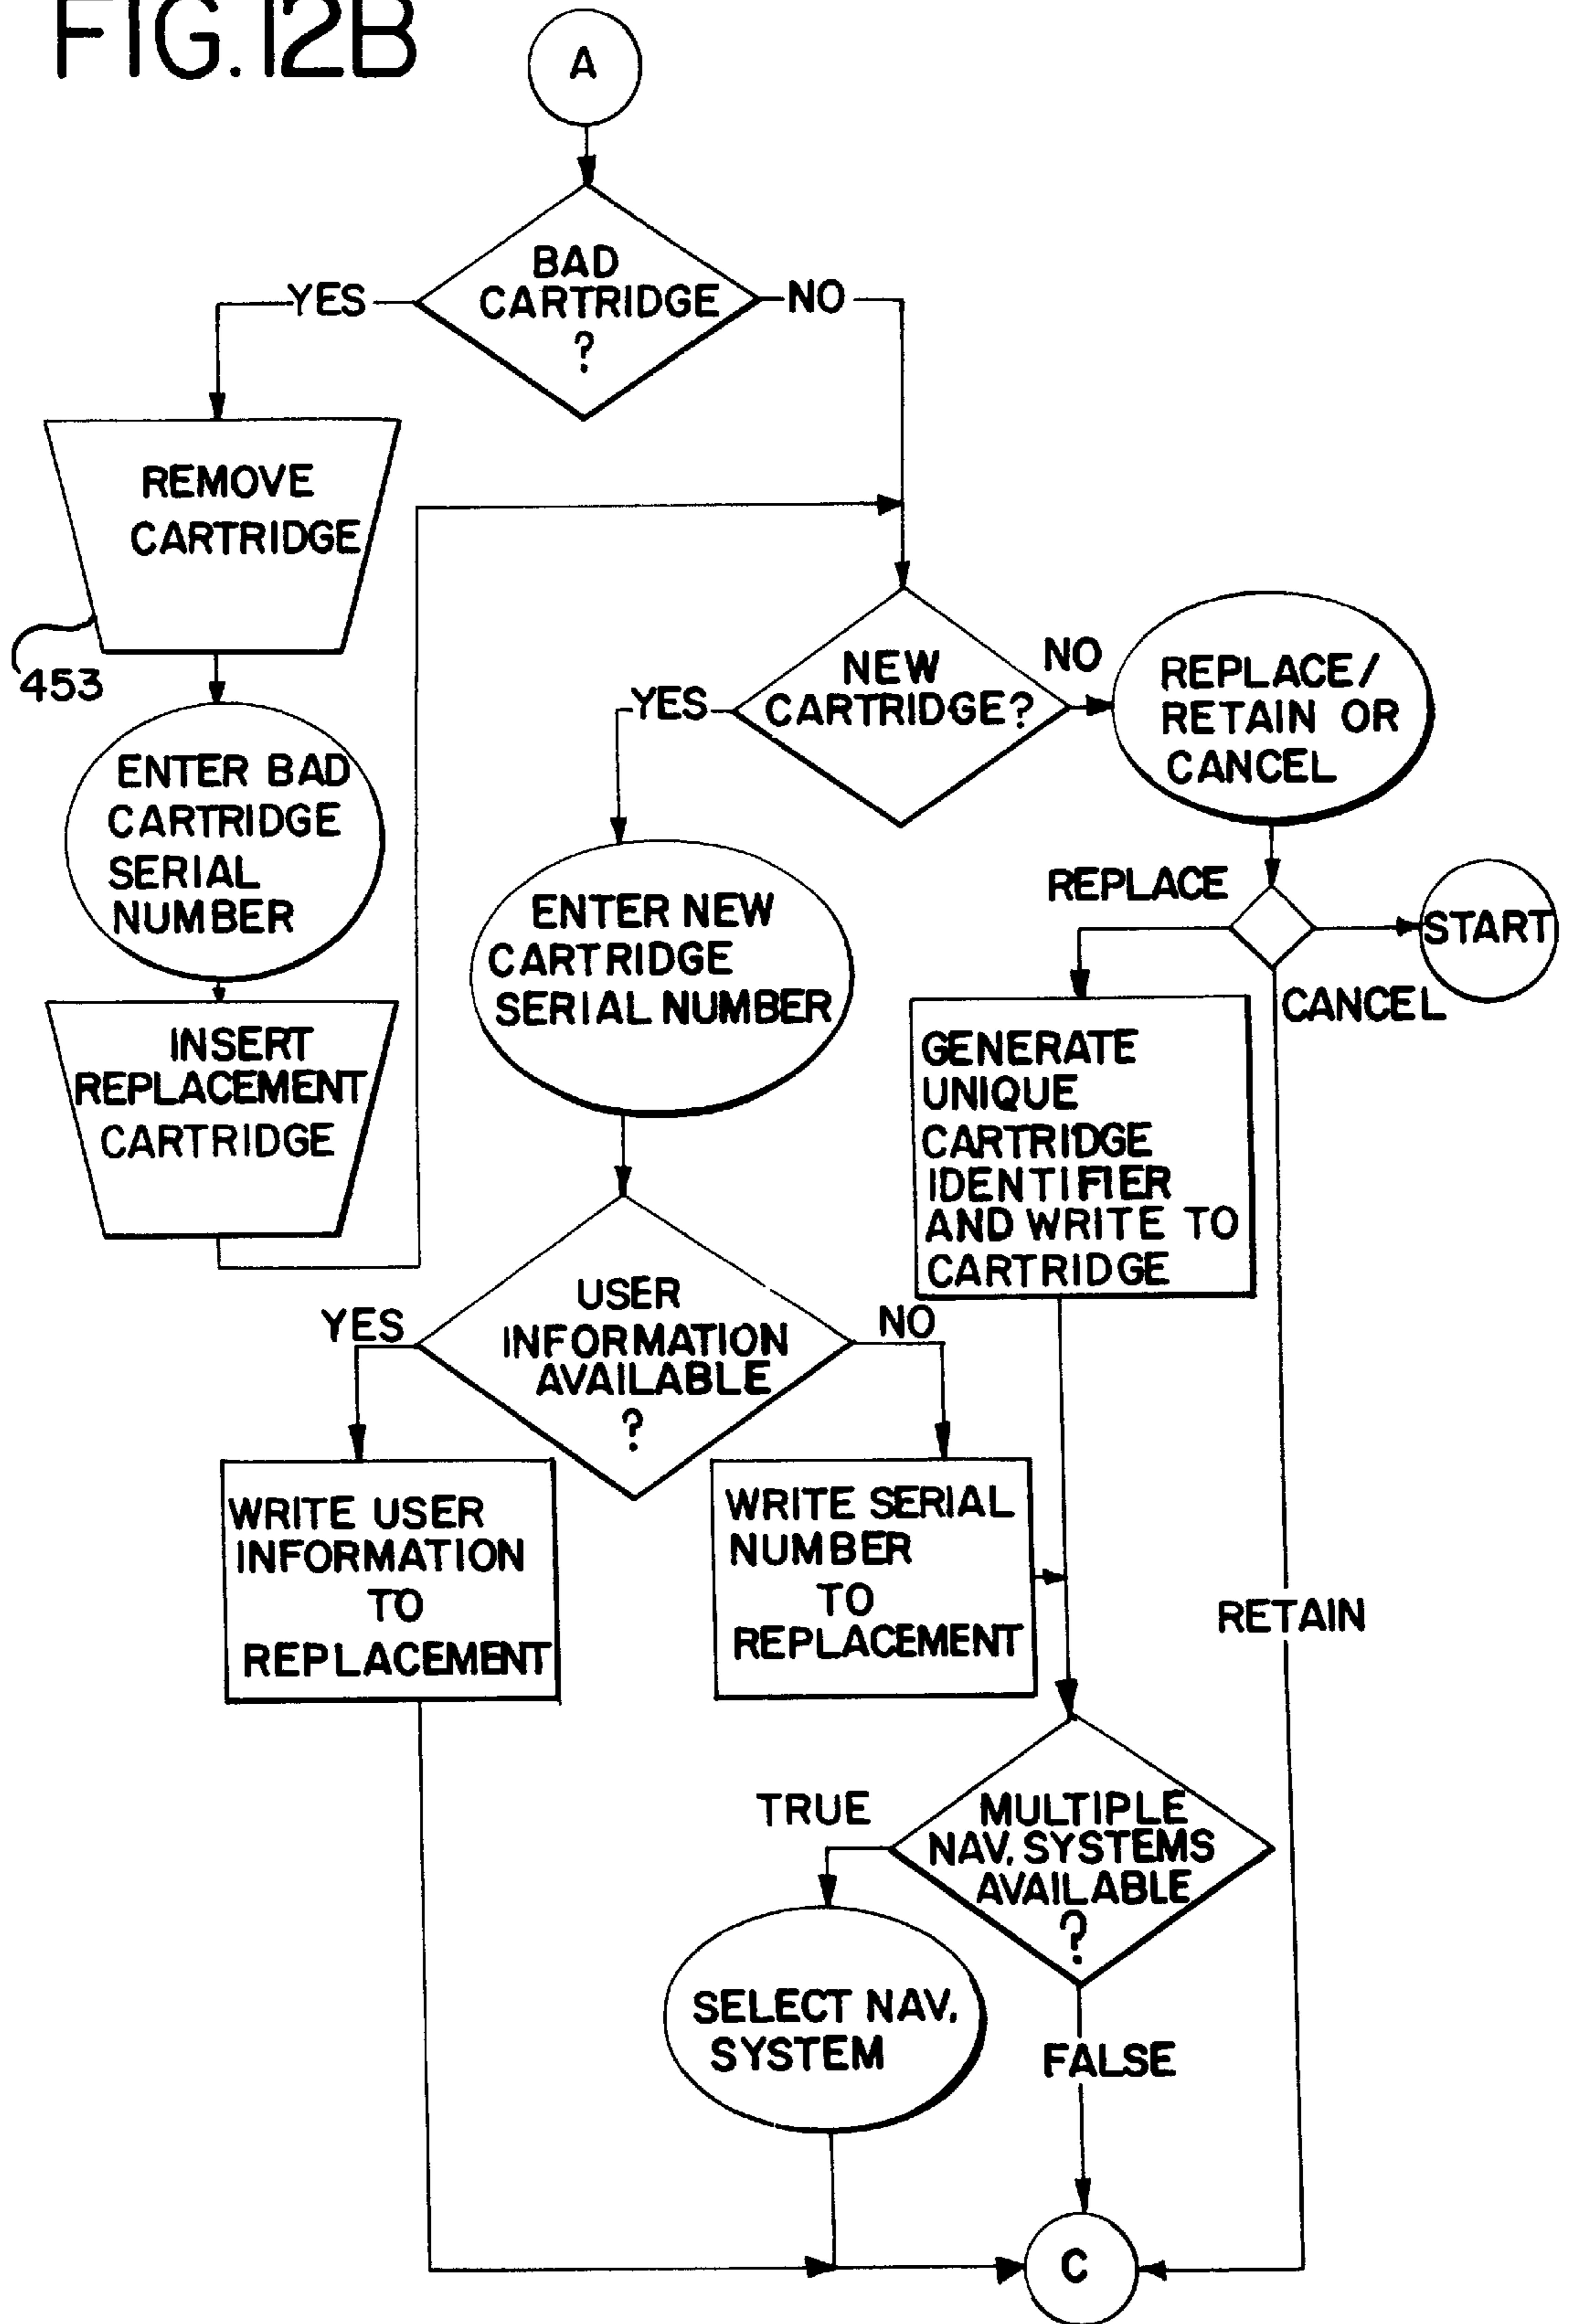 FIG. 12B
A
BAD
CARTRIDGE
?
YES
NO
REMOVE
CARTRIDGE
453
ENTER BAD
CARTRIDGE
SERIAL
NUMBER
INSERT
REPLACEMENT
CARTRIDGE
NEW
CARTRIDGE?
YES
NO
REPLACE/
RETAIN OR
CANCEL
REPLACE
START
CANCEL
ENTER NEW
CARTRIDGE
SERIAL NUMBER
GENERATE
UNIQUE
CARTRIDGE
IDENTIFIER
AND WRITE TO
CARTRIDGE
USER
INFORMATION
AVAILABLE
?
YES
NO
WRITE USER
INFORMATION
TO
REPLACEMENT
WRITE SERIAL
NUMBER
TO
REPLACEMENT
RETAIN
MULTIPLE
NAV. SYSTEMS
AVAILABLE
?
TRUE
SELECT NAV.
SYSTEM
FALSE
C